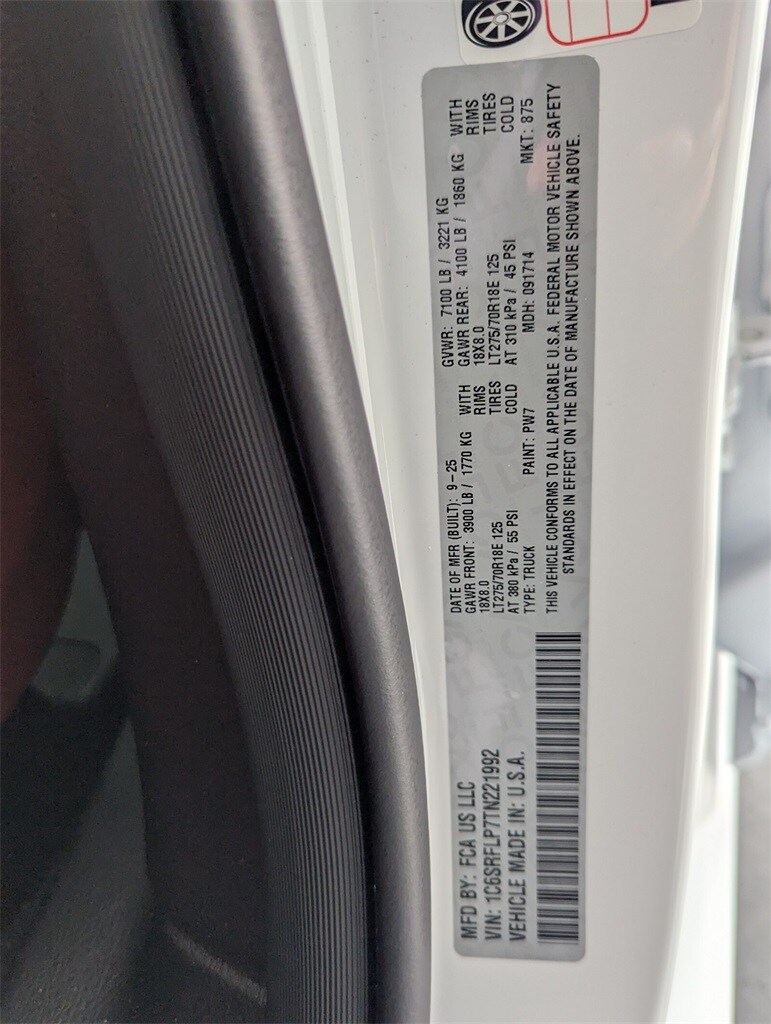 MFD BY: FCA US LLC
VIN: 1C6SRFLP7TN221992
VEHICLE MADE IN: U.S.A.
DATE OF MFR (BUILT): 9-25 GVWR: 7100 LB / 3221 KG
GAWR FRONT: 3900 LB / 1770 KG WITH GAWR REAR: 4100 LB / 1860 KG WITH
18X8.0 RIMS 18X8.0 RIMS
LT275/70R18E 125 TIRES LT275/70R18E 125 TIRES
AT 380 kPa / 55 PSI COLD AT 310 kPa / 45 PSI COLD
TYPE: TRUCK PAINT: PW7 MDH: 091714 MKT: 875
THIS VEHICLE CONFORMS TO ALL APPLICABLE U.S.A. FEDERAL MOTOR VEHICLE SAFETY
STANDARDS IN EFFECT ON THE DATE OF MANUFACTURE SHOWN ABOVE.